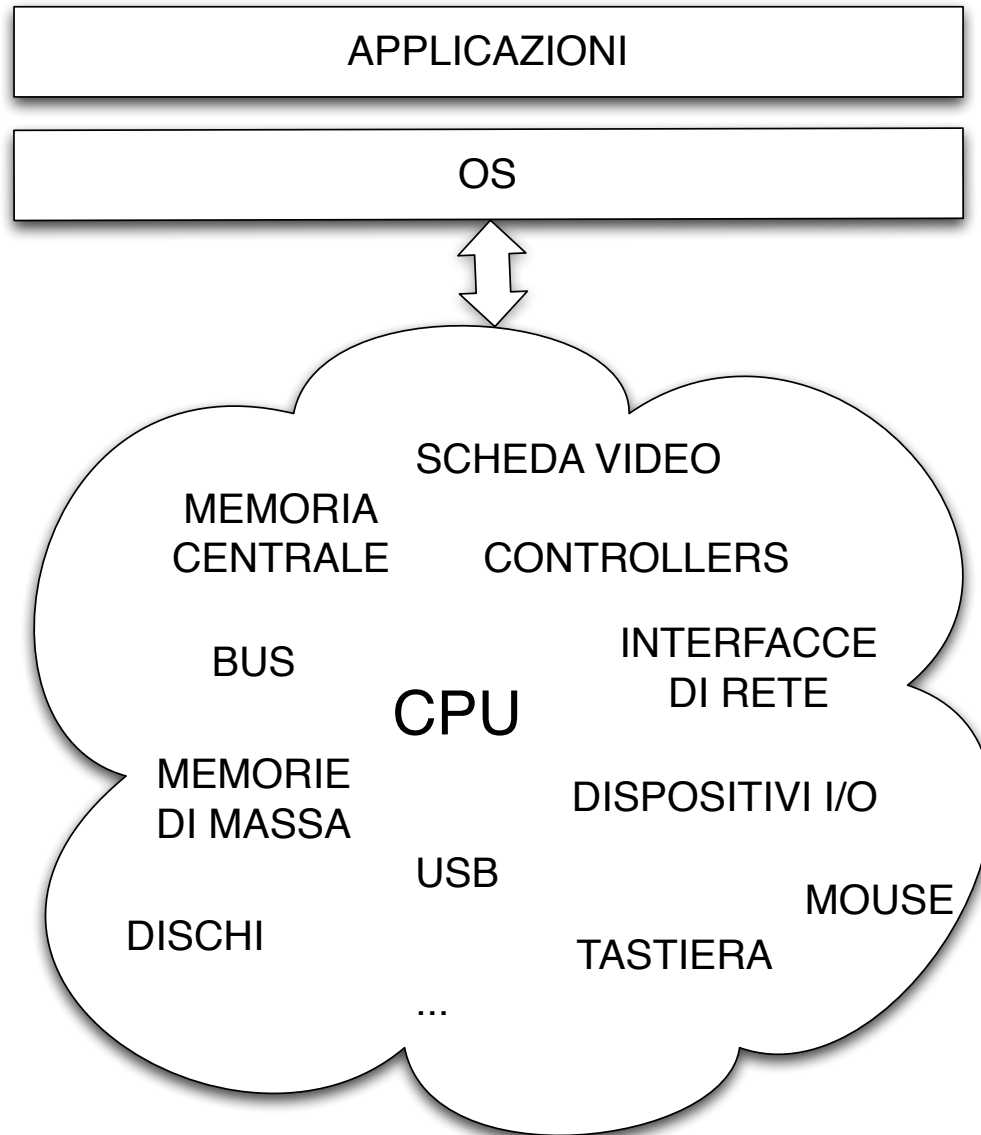 APPLICAZIONI
OS
SCHEDA VIDEO
MEMORIA
CENTRALE
CONTROLLERS
INTERFACCE
DI RETE
BUS
CPU
MEMORIE
DI MASSA
DISPOSITIVI I/O
USB
MOUSE
DISCHI
TASTIERA
...